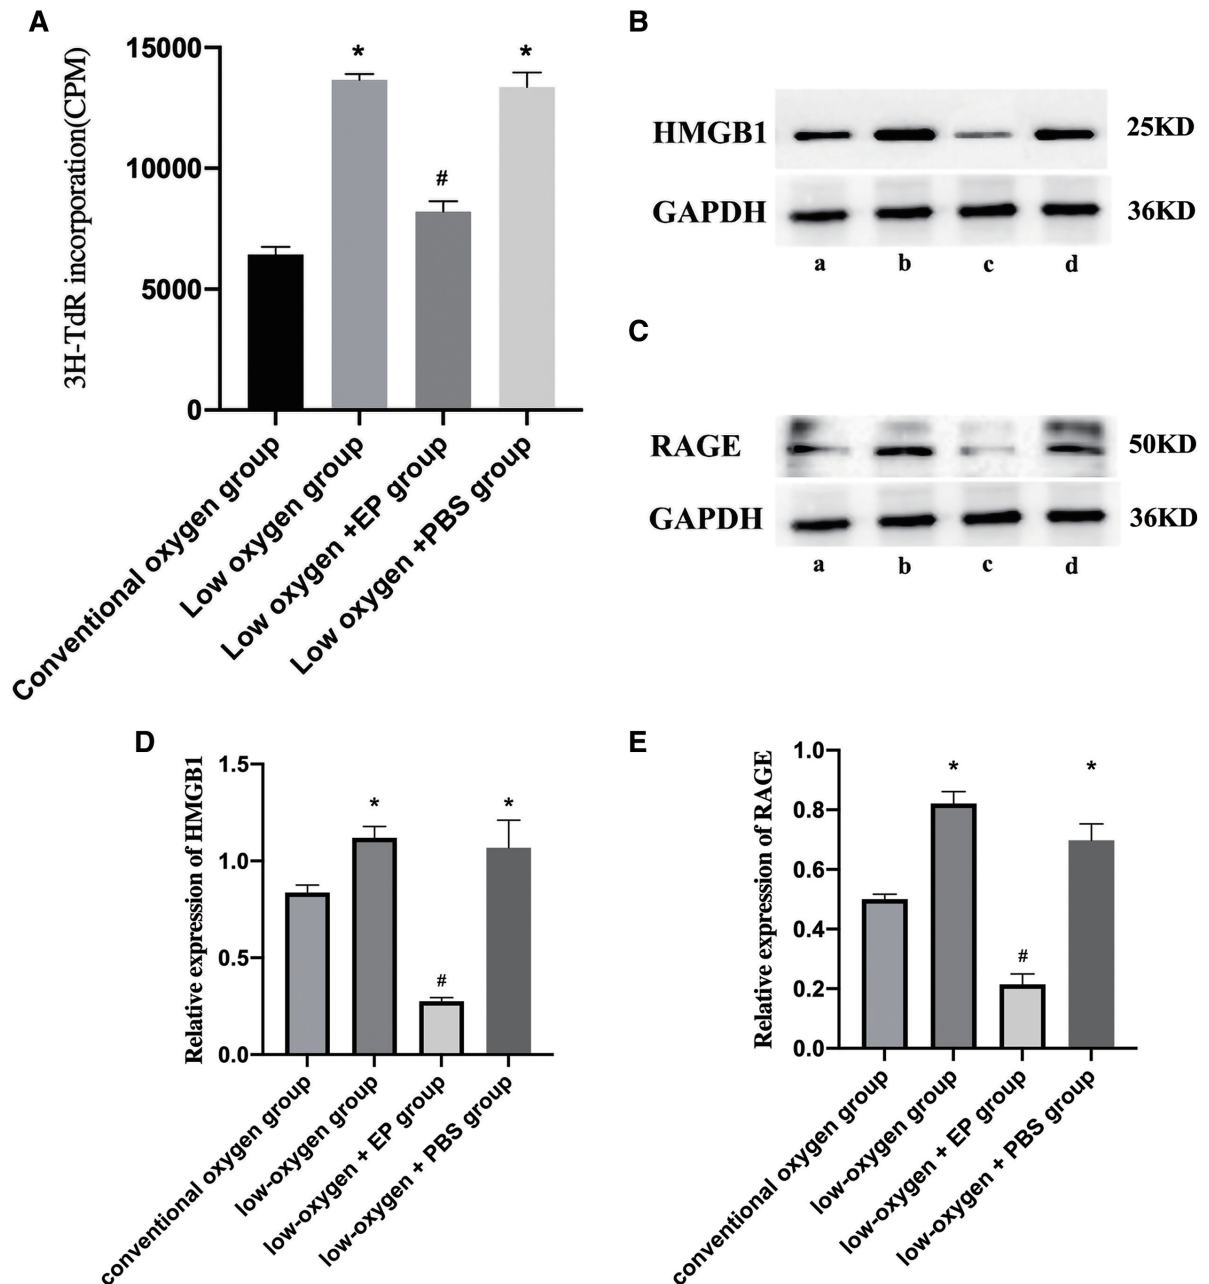 A
3H-TdR incorporation(CPM)
15000
10000
5000
0
*
#
*
Conventional oxygen group
Low oxygen group
Low oxygen +EP group
Low oxygen +PBS group
B
HMGB1
25KD
GAPDH
36KD
a b c d
C
RAGE
50KD
GAPDH
36KD
a b c d
D
Relative expression of HMGB1
1.5
1.0
0.5
0.0
*
#
*
conventional oxygen group
low-oxygen group
low-oxygen + EP group
low-oxygen + PBS group
E
Relative expression of RAGE
1.0
0.8
0.6
0.4
0.2
0.0
*
#
*
conventional oxygen group
low-oxygen group
low-oxygen + EP group
low-oxygen + PBS group